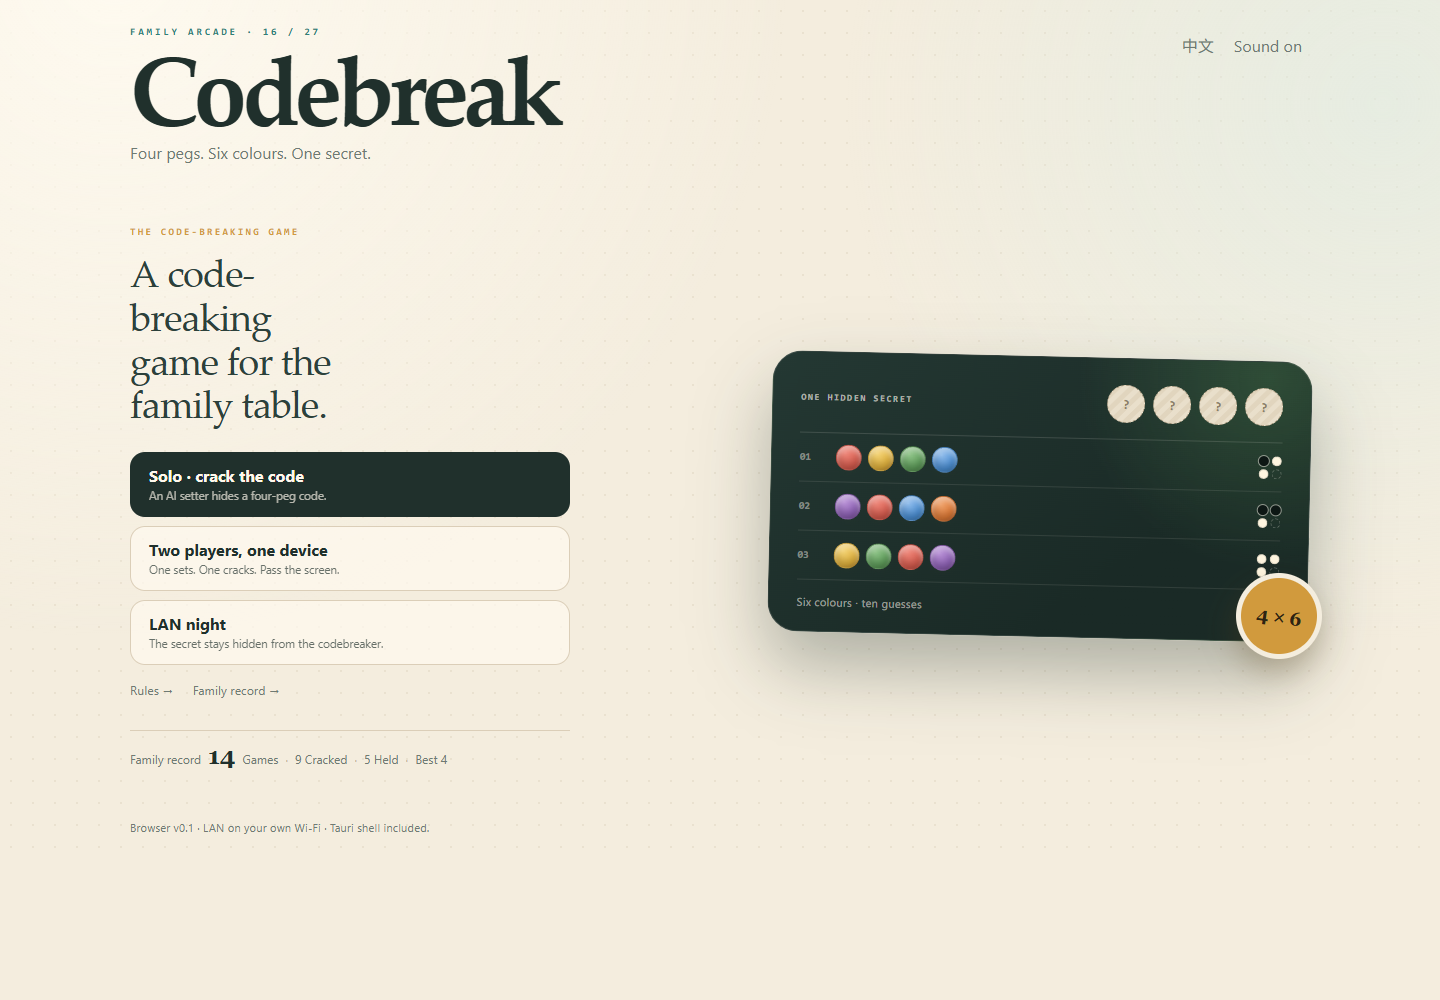 FAMILY ARCADE · 16 / 27
Codebreak
Four pegs. Six colours. One secret.
中文 Sound on
THE CODE-BREAKING GAME
A code-
breaking
game for the
family table.
Solo · crack the code
An AI setter hides a four-peg code.
Two players, one device
One sets. One cracks. Pass the screen.
LAN night
The secret stays hidden from the codebreaker.
Rules → Family record →
Family record 14 Games · 9 Cracked · 5 Held · Best 4
Browser v0.1 · LAN on your own Wi-Fi · Tauri shell included.
ONE HIDDEN SECRET ? ? ? ?
01
02
03
Six colours · ten guesses
4 × 6